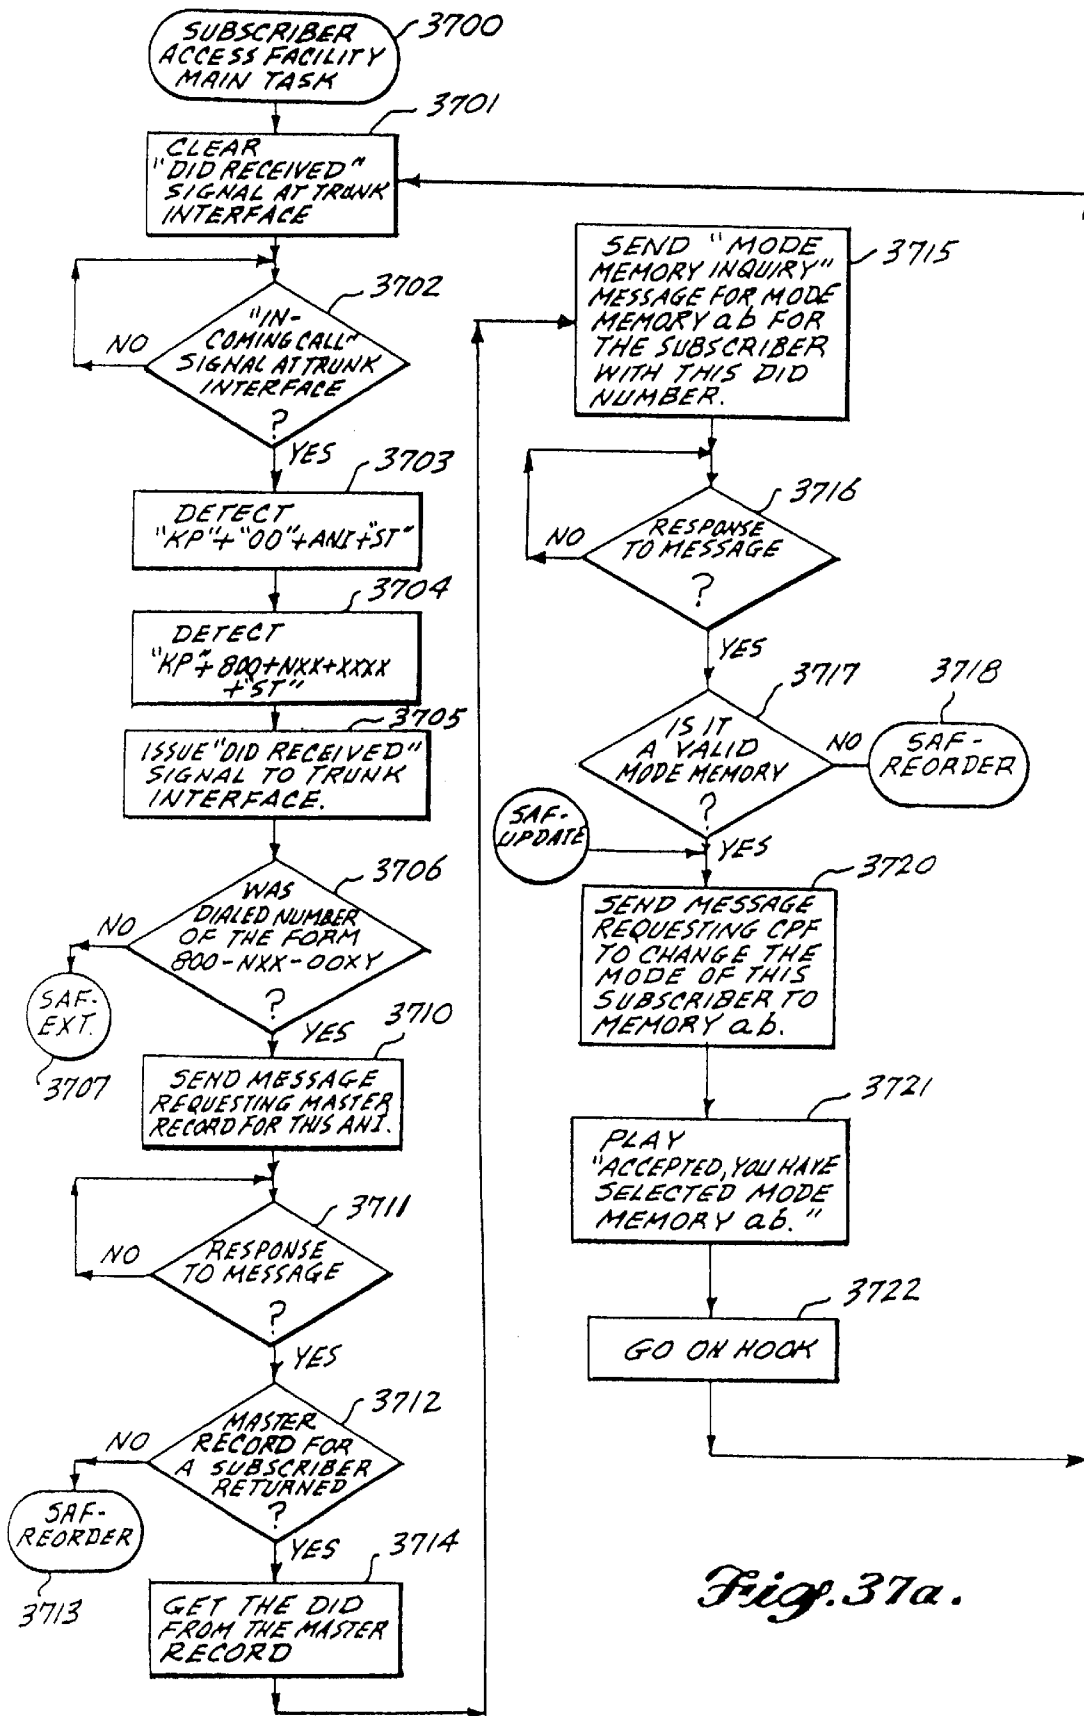 SUBSCRIBER
ACCESS FACILITY
MAIN TASK
3700
3701
CLEAR
"DID RECEIVED"
SIGNAL AT TRUNK
INTERFACE
3702
"IN-
COMING CALL"
SIGNAL AT TRUNK
INTERFACE
?
NO
YES
3703
DETECT
"KP"+"OO"+ANI+"ST"
3704
DETECT
"KP"+800+NXX+XXXX
+"ST"
3705
ISSUE "DID RECEIVED"
SIGNAL TO TRUNK
INTERFACE.
3706
WAS
DIALED NUMBER
OF THE FORM
800-NXX-00XY
?
NO
SAF-
EXT.
3707
YES
3710
SEND MESSAGE
REQUESTING MASTER
RECORD FOR THIS ANI.
3711
RESPONSE
TO MESSAGE
?
NO
YES
3712
MASTER
RECORD FOR
A SUBSCRIBER
RETURNED
?
NO
SAF-
REORDER
3713
YES
3714
GET THE DID
FROM THE MASTER
RECORD
SEND "MODE
MEMORY INQUIRY"
MESSAGE FOR MODE
MEMORY ab FOR
THE SUBSCRIBER
WITH THIS DID
NUMBER.
3715
3716
RESPONSE
TO MESSAGE
?
NO
YES
3717
IS IT
A VALID
MODE MEMORY
?
NO
3718
SAF-
REORDER
SAF-
UPDATE
YES
3720
SEND MESSAGE
REQUESTING CPF
TO CHANGE THE
MODE OF THIS
SUBSCRIBER TO
MEMORY ab.
3721
PLAY
"ACCEPTED, YOU HAVE
SELECTED MODE
MEMORY ab."
3722
GO ON HOOK
Fig. 37a.